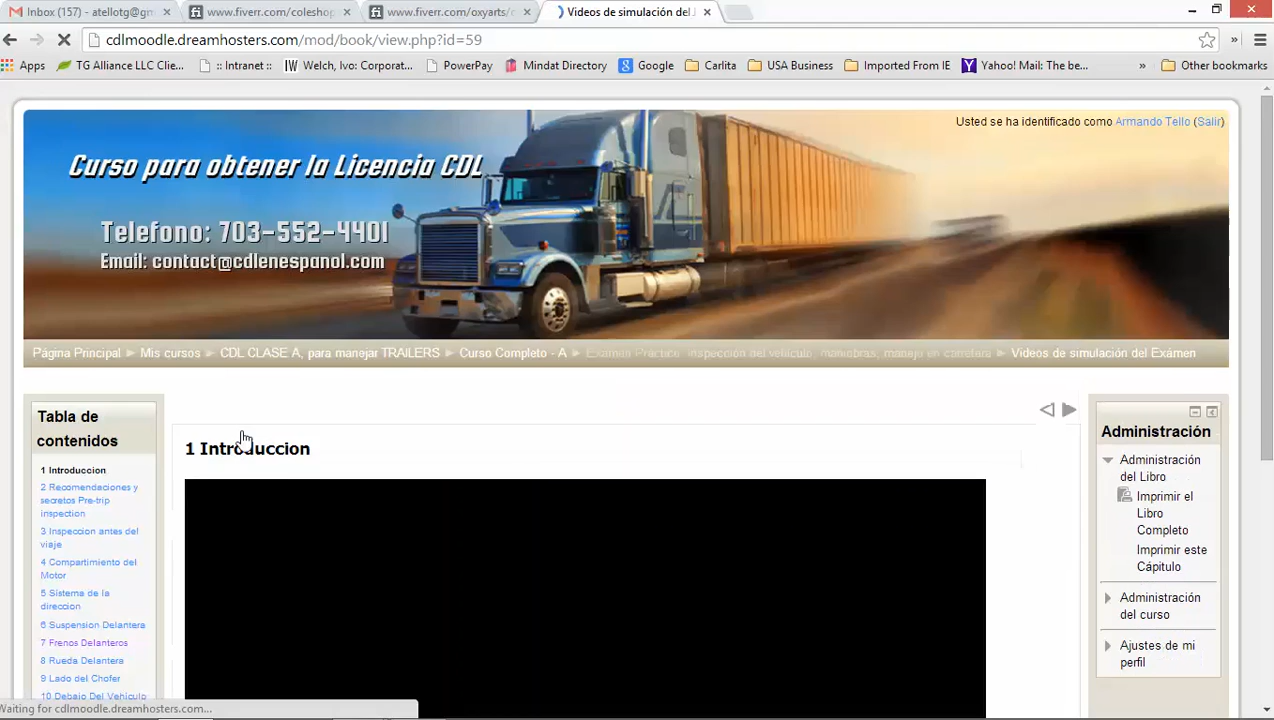 Inbox (157) - atellotg@gm
www.fiverr.com/coleshop
www.fiverr.com/oxyarts/
Videos de simulación del
cdlmoodle.dreamhosters.com/mod/book/view.php?id=59
Apps
TG Alliance LLC Clie...
:: Intranet ::
Welch, Ivo: Corporat...
PowerPay
Mindat Directory
Google
Carlita
USA Business
Imported From IE
Yahoo! Mail: The be...
»
Other bookmarks
Usted se ha identificado como Armando Tello (Salir)
Curso para obtener la Licencia CDL
Telefono: 703-552-4401
Email: contact@cdlenespanol.com
Página Principal ► Mis cursos ► CDL CLASE A, para manejar TRAILERS ► Curso Completo - A ► Exámen Práctico: inspección del vehículo, maniobras, manejo en carretera ► Videos de simulación del Exámen
Tabla de
contenidos
1 Introduccion
2 Recomendaciones y
secretos Pre-trip
inspection
3 Inspeccion antes del
viaje
4 Compartimiento del
Motor
5 Sistema de la
direccion
6 Suspension Delantera
7 Frenos Delanteros
8 Rueda Delantera
9 Lado del Chofer
10 Debajo Del Vehículo
1 Introduccion
Administración
Administración
del Libro
Imprimir el
Libro
Completo
Imprimir este
Cápitulo
Administración
del curso
Ajustes de mi
perfil
Waiting for cdlmoodle.dreamhosters.com...